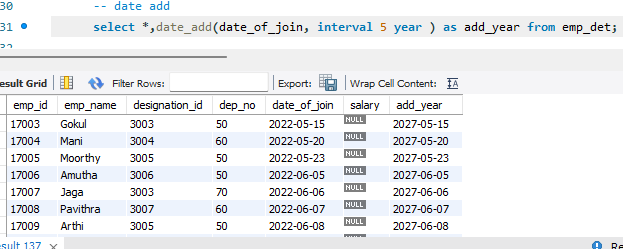 30 -- date add
31 select *,date_add(date_of_join, interval 5 year ) as add_year from emp_det;
32
esult Grid Filter Rows: Export: Wrap Cell Content: IA
emp_id emp_name designation_id dep_no date_of_join salary add_year
17003 Gokul 3003 50 2022-05-15 NULL 2027-05-15
17004 Mani 3004 60 2022-05-20 NULL 2027-05-20
17005 Moorthy 3005 50 2022-05-23 NULL 2027-05-23
17006 Amutha 3006 50 2022-06-05 NULL 2027-06-05
17007 Jaga 3003 70 2022-06-06 NULL 2027-06-06
17008 Pavithra 3007 60 2022-06-07 NULL 2027-06-07
17009 Arthi 3005 50 2022-06-08 NULL 2027-06-08
esult 137 Re